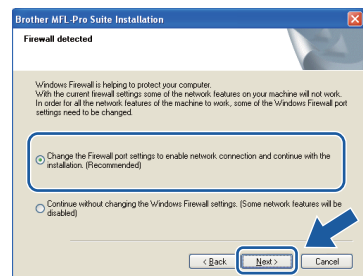 Brother MFL-Pro Suite Installation
Firewall detected
Windows Firewall is helping to protect your computer.
With the current firewall settings some of the network features on your machine will not work.
In order for all the network features of the machine to work, some of the Windows Firewall port
settings need to be changed.
Change the Firewall port settings to enable network connection and continue with the
installation. (Recommended)
Continue without changing the Windows Firewall settings. (Some network features will be
disabled)
< Back Next > Cancel